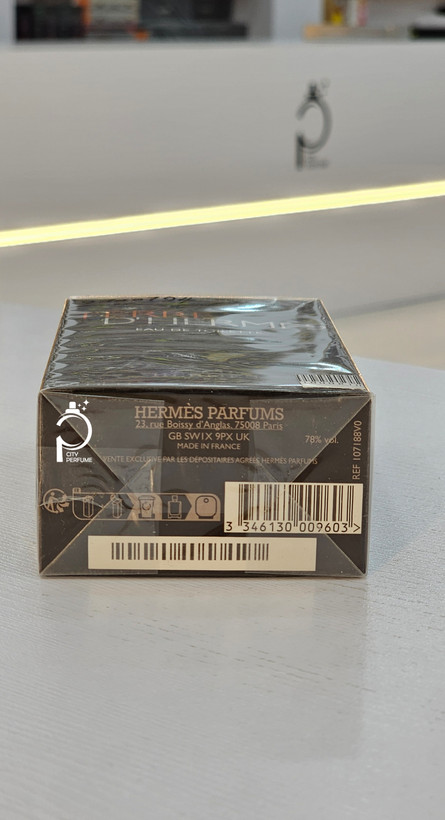 D'HERMÈS
EAU DE TOILETTE
HERMÈS PARFUMS
23, rue Boissy d'Anglas, 75008 Paris
GB SW1X 9PX UK
MADE IN FRANCE
78% vol.
VENTE EXCLUSIVE PAR LES DÉPOSITAIRES AGRÉÉS HERMÈS PARFUMS
REF 107188V0
CITY
PERFUME
3 346130 009603 >